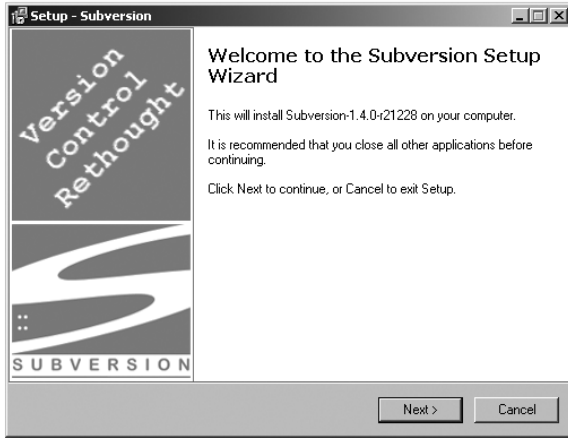 Setup - Subversion
Version
Control
Rethought
SUBVERSION
Welcome to the Subversion Setup
Wizard
This will install Subversion-1.4.0-r21228 on your computer.
It is recommended that you close all other applications before
continuing.
Click Next to continue, or Cancel to exit Setup.
Next >
Cancel